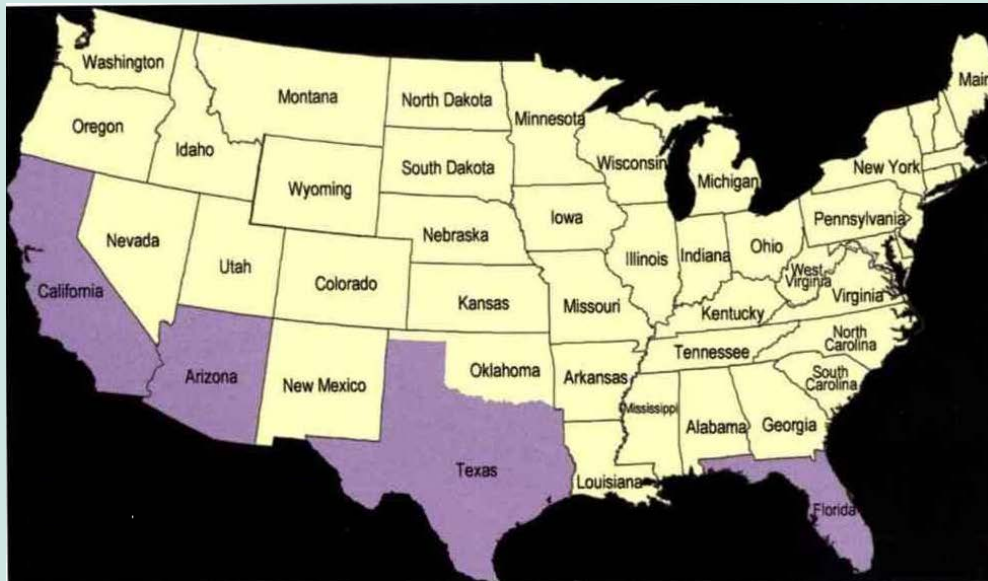 Washington
Montana
North Dakota
Minnesota
Main
Oregon
Idaho
South Dakota
Wisconsin
Michigan
New York
Wyoming
Iowa
Pennsylvania
Nevada
Nebraska
Illinois
Indiana
Ohio
Utah
Colorado
West
Virginia
California
Kansas
Missouri
Virginia
Kentucky
North
Carolina
Tennessee
Arizona
New Mexico
Oklahoma
Arkansas
South
Carolina
Mississippi
Alabama
Georgia
Texas
Louisiana
Florida